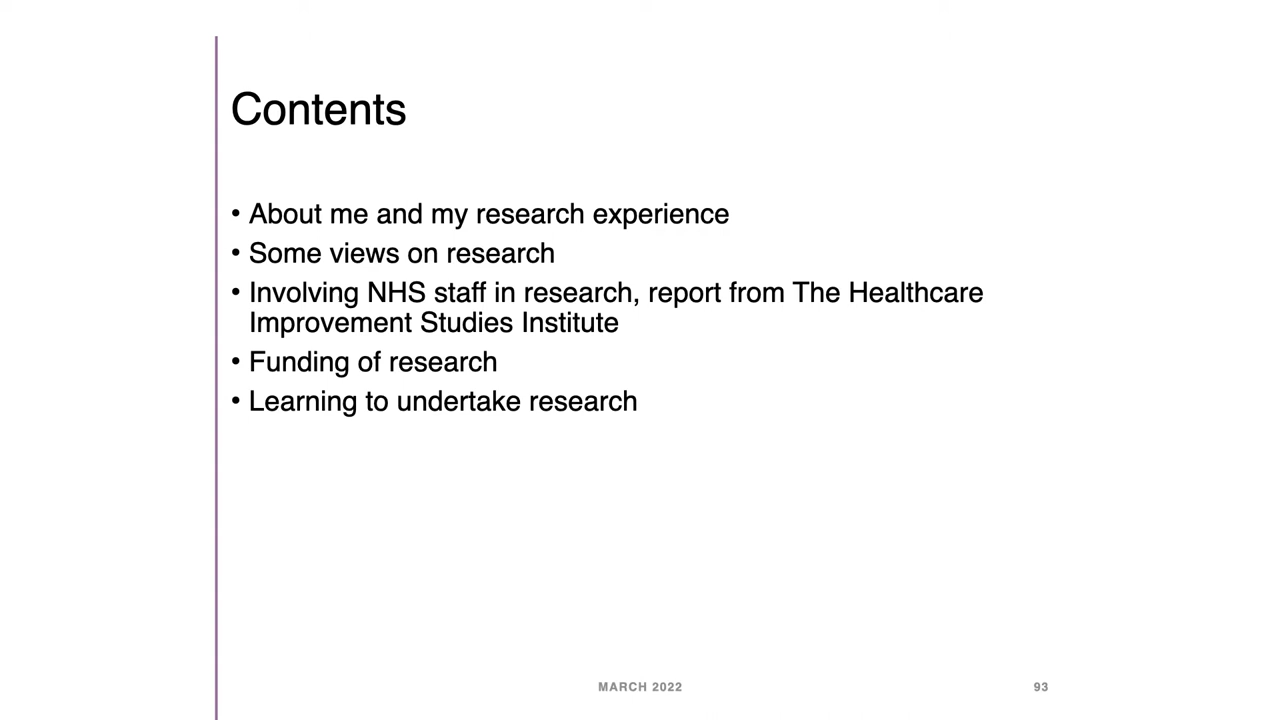 Contents
• About me and my research experience
• Some views on research
• Involving NHS staff in research, report from The Healthcare
Improvement Studies Institute
• Funding of research
• Learning to undertake research
MARCH 2022
93